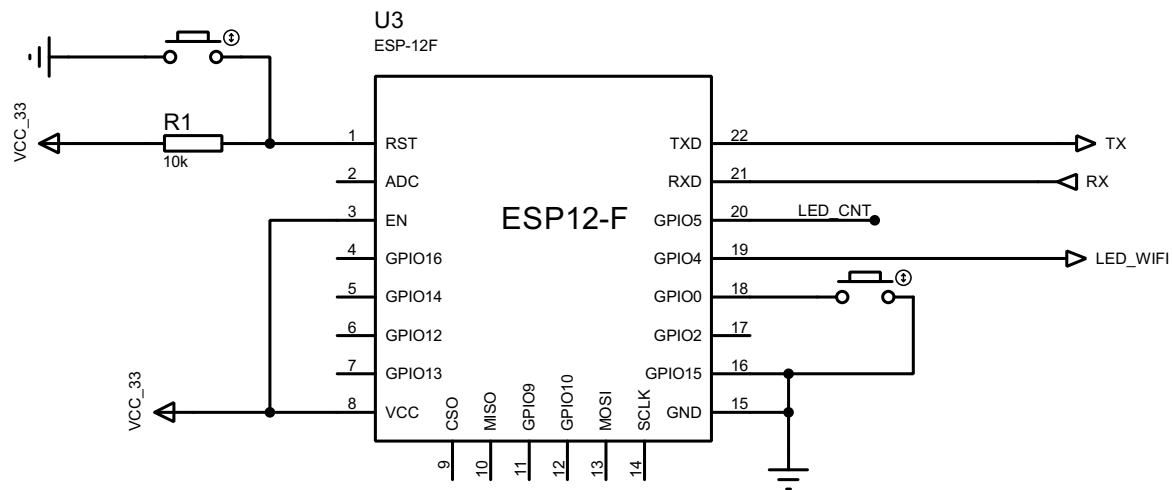 U3
ESP-12F
VCC_33
R1
10k
1
RST
2
ADC
3
EN
4
GPIO16
5
GPIO14
6
GPIO12
7
GPIO13
8
VCC
VCC_33
ESP12-F
TXD
22
TX
RXD
21
RX
GPIO5
20
LED_CNT
GPIO4
19
LED_WIFI
GPIO0
18
GPIO2
17
GPIO15
16
GND
15
CSO
MISO
GPIO9
GPIO10
MOSI
SCLK
9
10
11
12
13
14